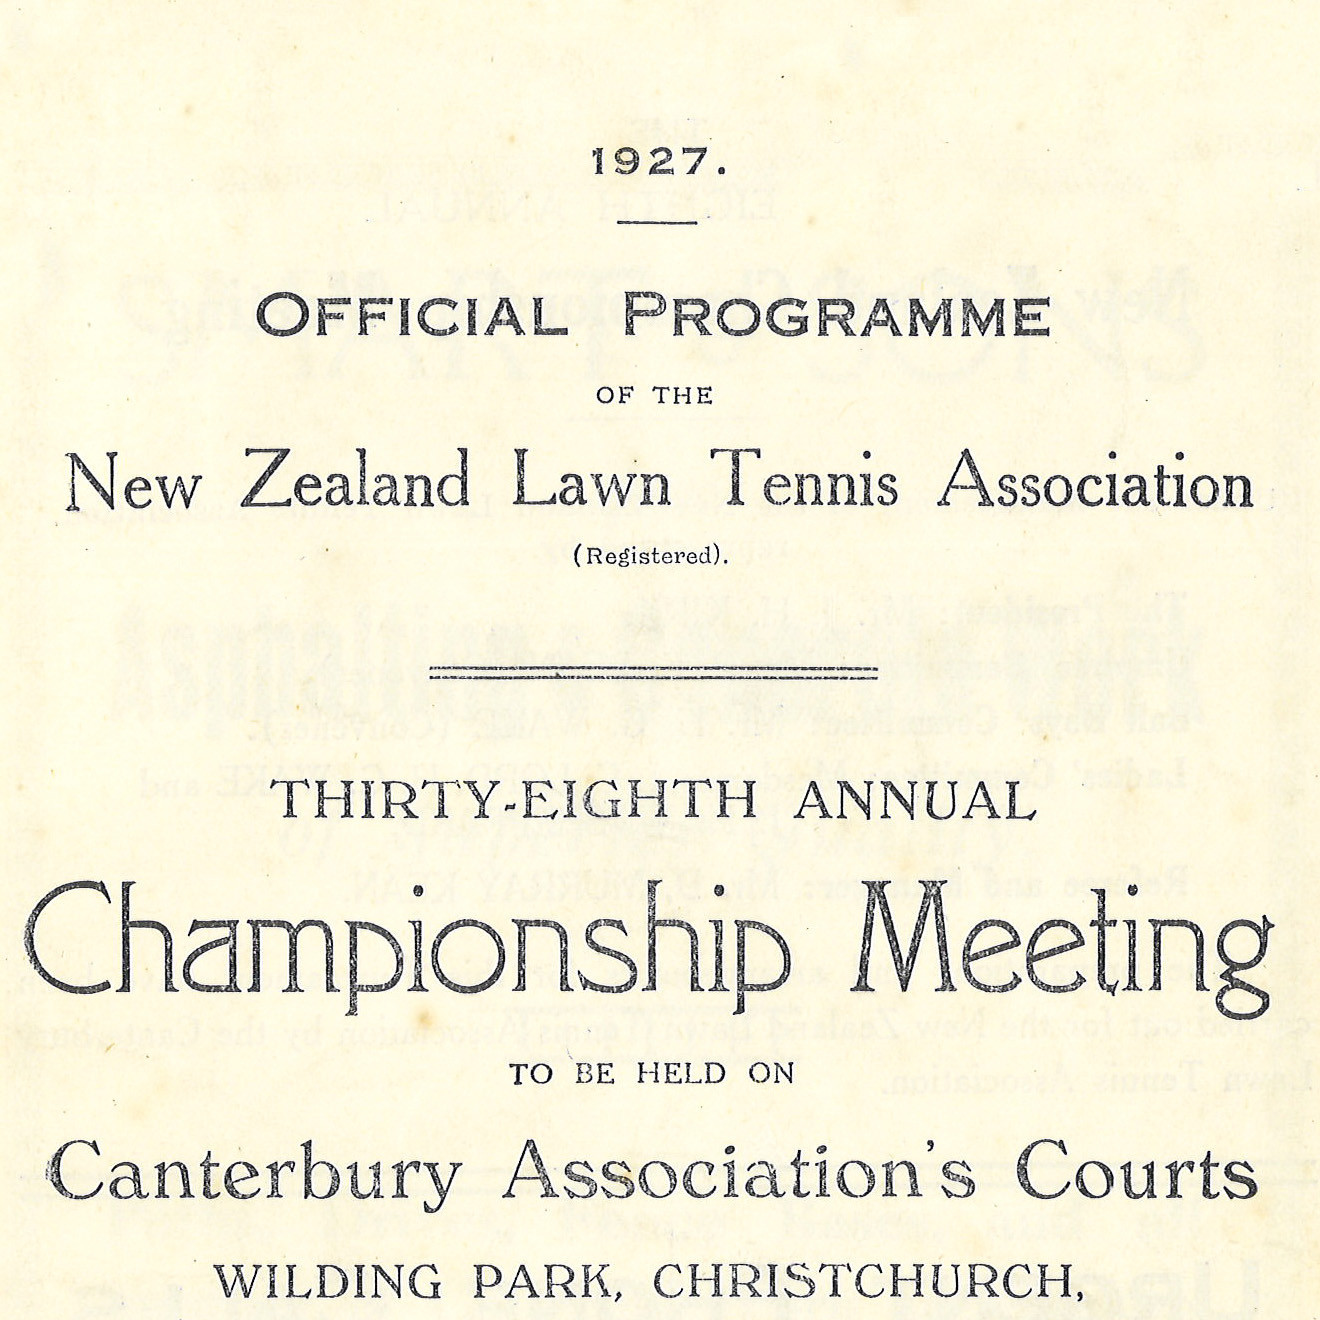 1927.
OFFICIAL PROGRAMME
OF THE
New Zealand Lawn Tennis Association
(Registered).
THIRTY-EIGHTH ANNUAL
Championship Meeting
TO BE HELD ON
Canterbury Association's Courts
WILDING PARK, CHRISTCHURCH,